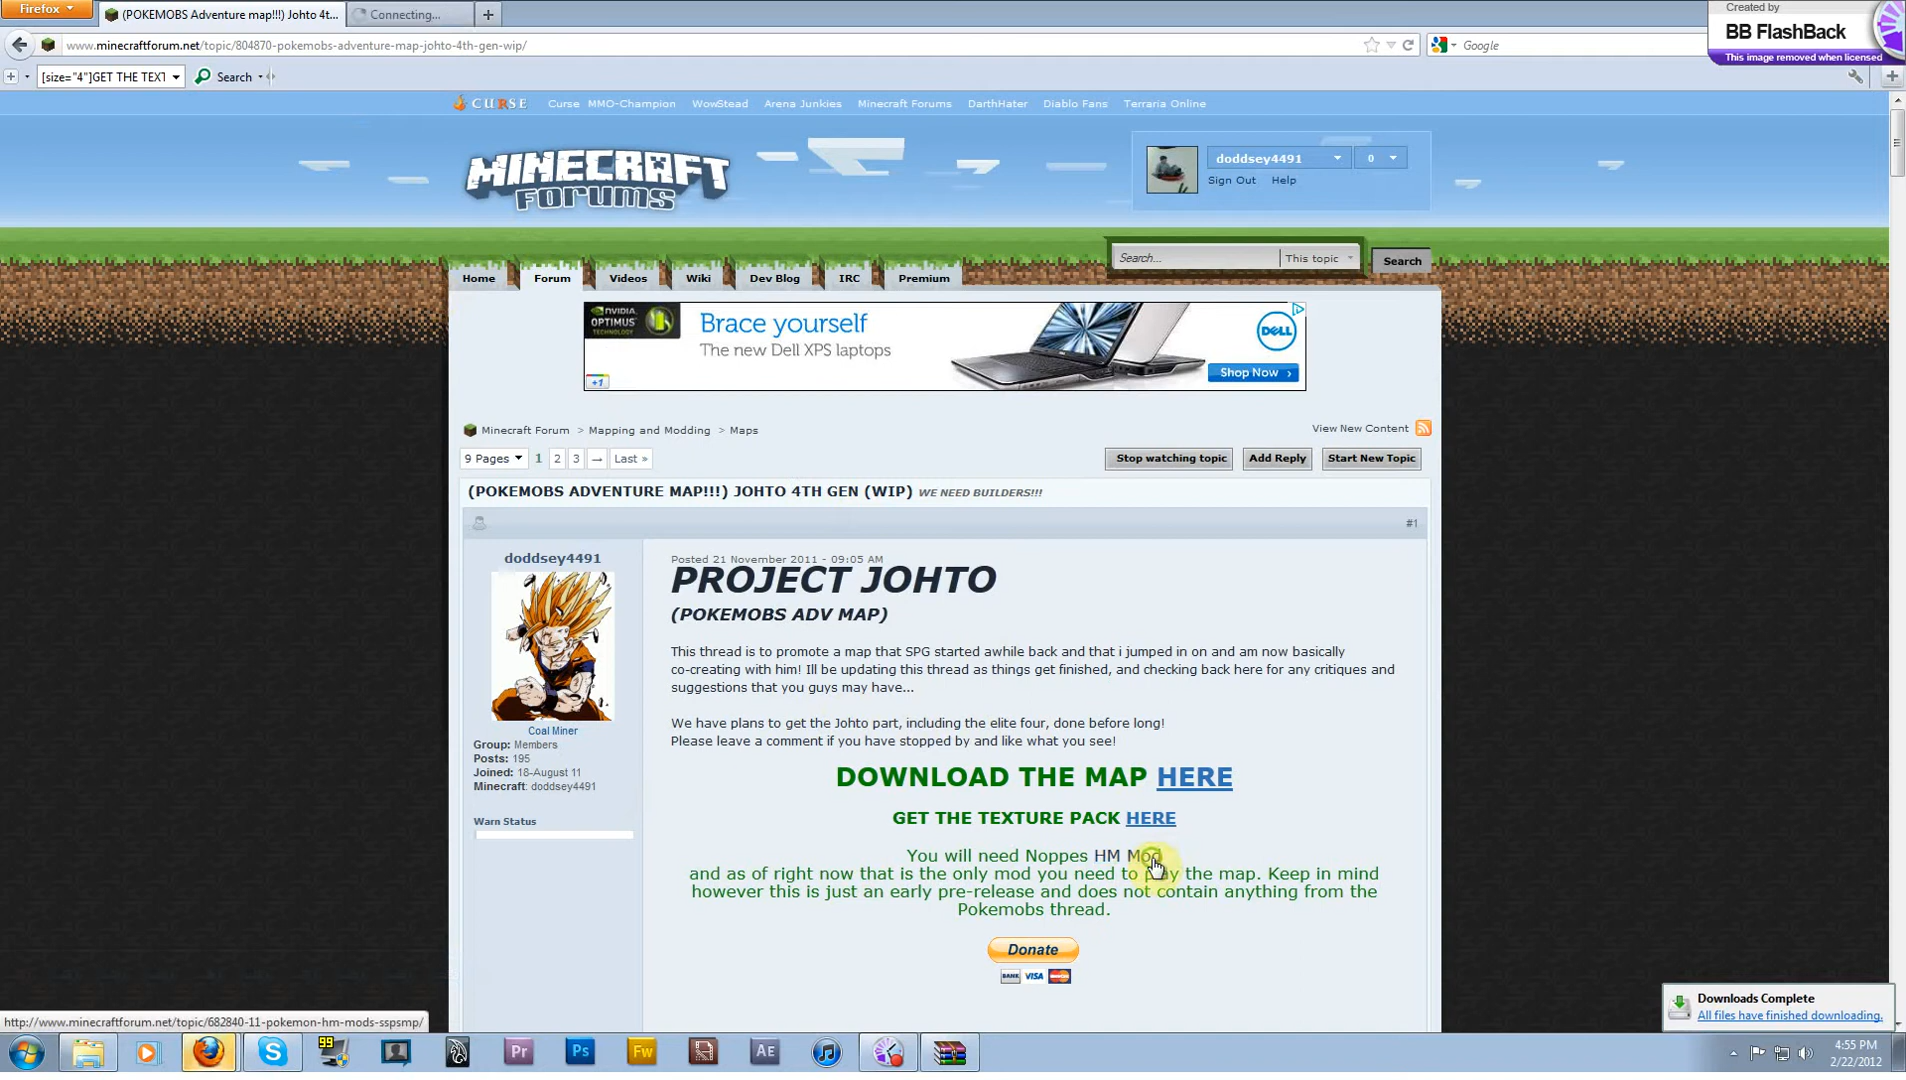 Firefox
(POKEMOBS Adventure map!!!) Johto 4t...
Connecting...
Created by
BB FlashBack
This image removed when licensed
www.minecraftforum.net/topic/804870-pokemobs-adventure-map-johto-4th-gen-wip/
Google
[size="4"]GET THE TEXT
Search
CURSE
Curse
MMO-Champion
WowStead
Arena Junkies
Minecraft Forums
DarthHater
Diablo Fans
Terraria Online
MINECRAFT
FORUMS
doddsey4491
0
Sign Out
Help
Search...
This topic
Search
Home
Forum
Videos
Wiki
Dev Blog
IRC
Premium
NVIDIA
OPTIMUS
TECHNOLOGY
Brace yourself
The new Dell XPS laptops
DELL
Shop Now
+1
Minecraft Forum > Mapping and Modding > Maps
View New Content
9 Pages
1
2
3
→
Last »
Stop watching topic
Add Reply
Start New Topic
(POKEMOBS ADVENTURE MAP!!!) JOHTO 4TH GEN (WIP) WE NEED BUILDERS!!!
#1
doddsey4491
Coal Miner
Group: Members
Posts: 195
Joined: 18-August 11
Minecraft: doddsey4491
Warn Status
Posted 21 November 2011 - 09:05 AM
PROJECT JOHTO
(POKEMOBS ADV MAP)
This thread is to promote a map that SPG started awhile back and that i jumped in on and am now basically
co-creating with him! Ill be updating this thread as things get finished, and checking back here for any critiques and
suggestions that you guys may have...
We have plans to get the Johto part, including the elite four, done before long!
Please leave a comment if you have stopped by and like what you see!
DOWNLOAD THE MAP HERE
GET THE TEXTURE PACK HERE
You will need Noppes HM Mod
and as of right now that is the only mod you need to play the map. Keep in mind
however this is just an early pre-release and does not contain anything from the
Pokemobs thread.
Donate
BANK
VISA
Downloads Complete
All files have finished downloading.
http://www.minecraftforum.net/topic/682840-11-pokemon-hm-mods-sspsmp/
99
Pr
Ps
Fw
Ae
4:55 PM
2/22/2012